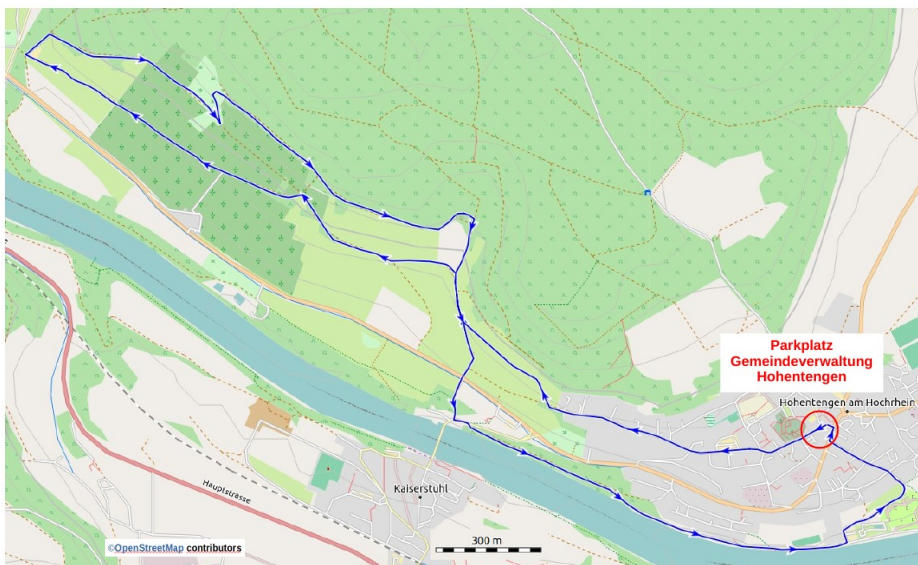 Parkplatz
Gemeindeverwaltung
Hohentengen
Hohentengen am Hochrhein
Kaiserstuhl
Hauptstrasse
300 m
©OpenStreetMap contributors